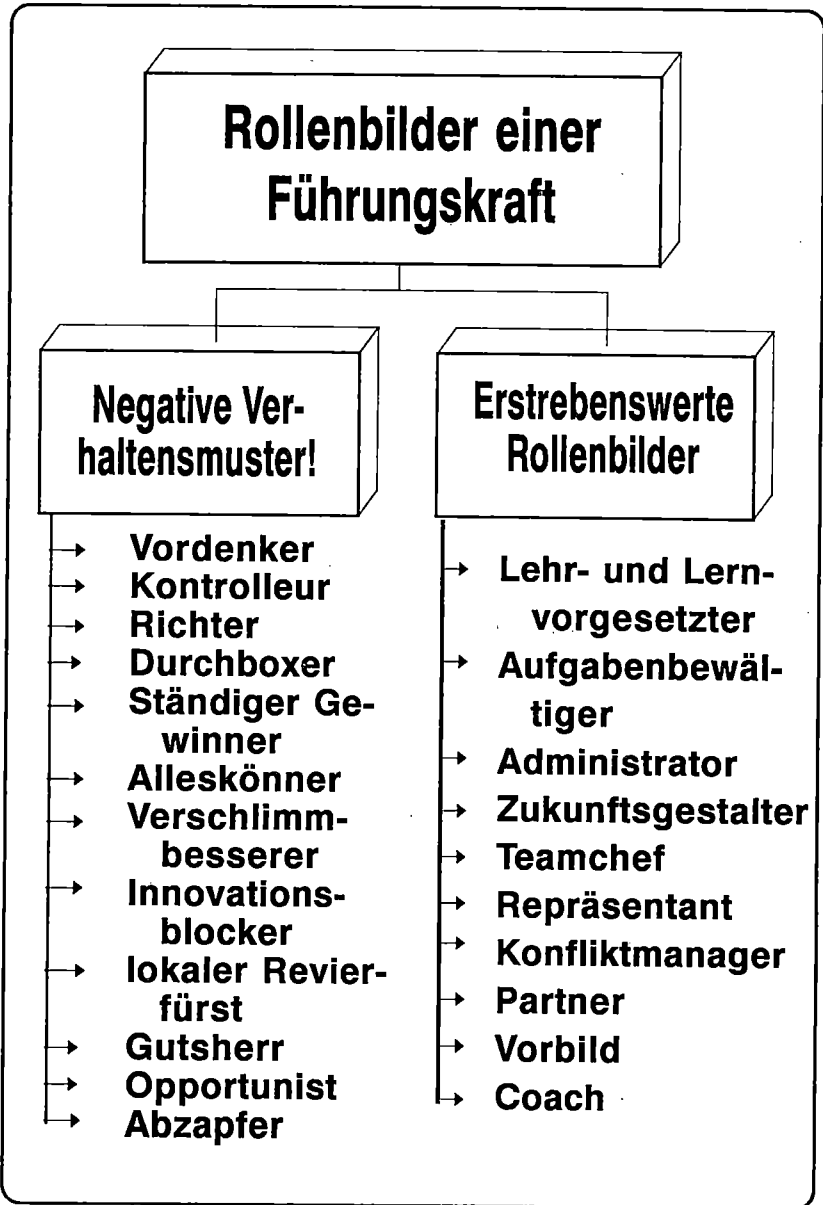 Rollenbilder einer
Führungskraft
Negative Ver-
haltensmuster!
Vordenker
Kontrolleur
Richter
Durchboxer
Ständiger Ge-
winner
Alleskönner
Verschlimm-
besserer
Innovations-
blocker
lokaler Revier-
fürst
Gutsherr
Opportunist
Abzapfer
Erstrebenswerte
Rollenbilder
Lehr- und Lern-
vorgesetzter
Aufgabenbewäl-
tiger
Administrator
Zukunftsgestalter
Teamchef
Repräsentant
Konfliktmanager
Partner
Vorbild
Coach